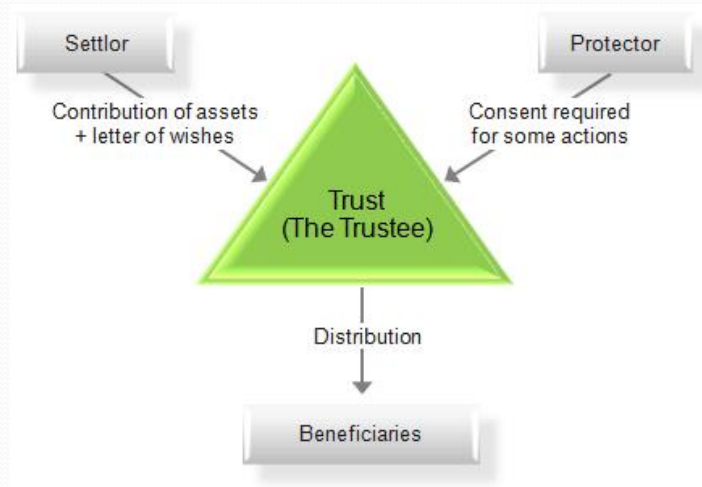 Settlor
Protector
Contribution of assets
+ letter of wishes
Consent required
for some actions
Trust
(The Trustee)
Distribution
Beneficiaries